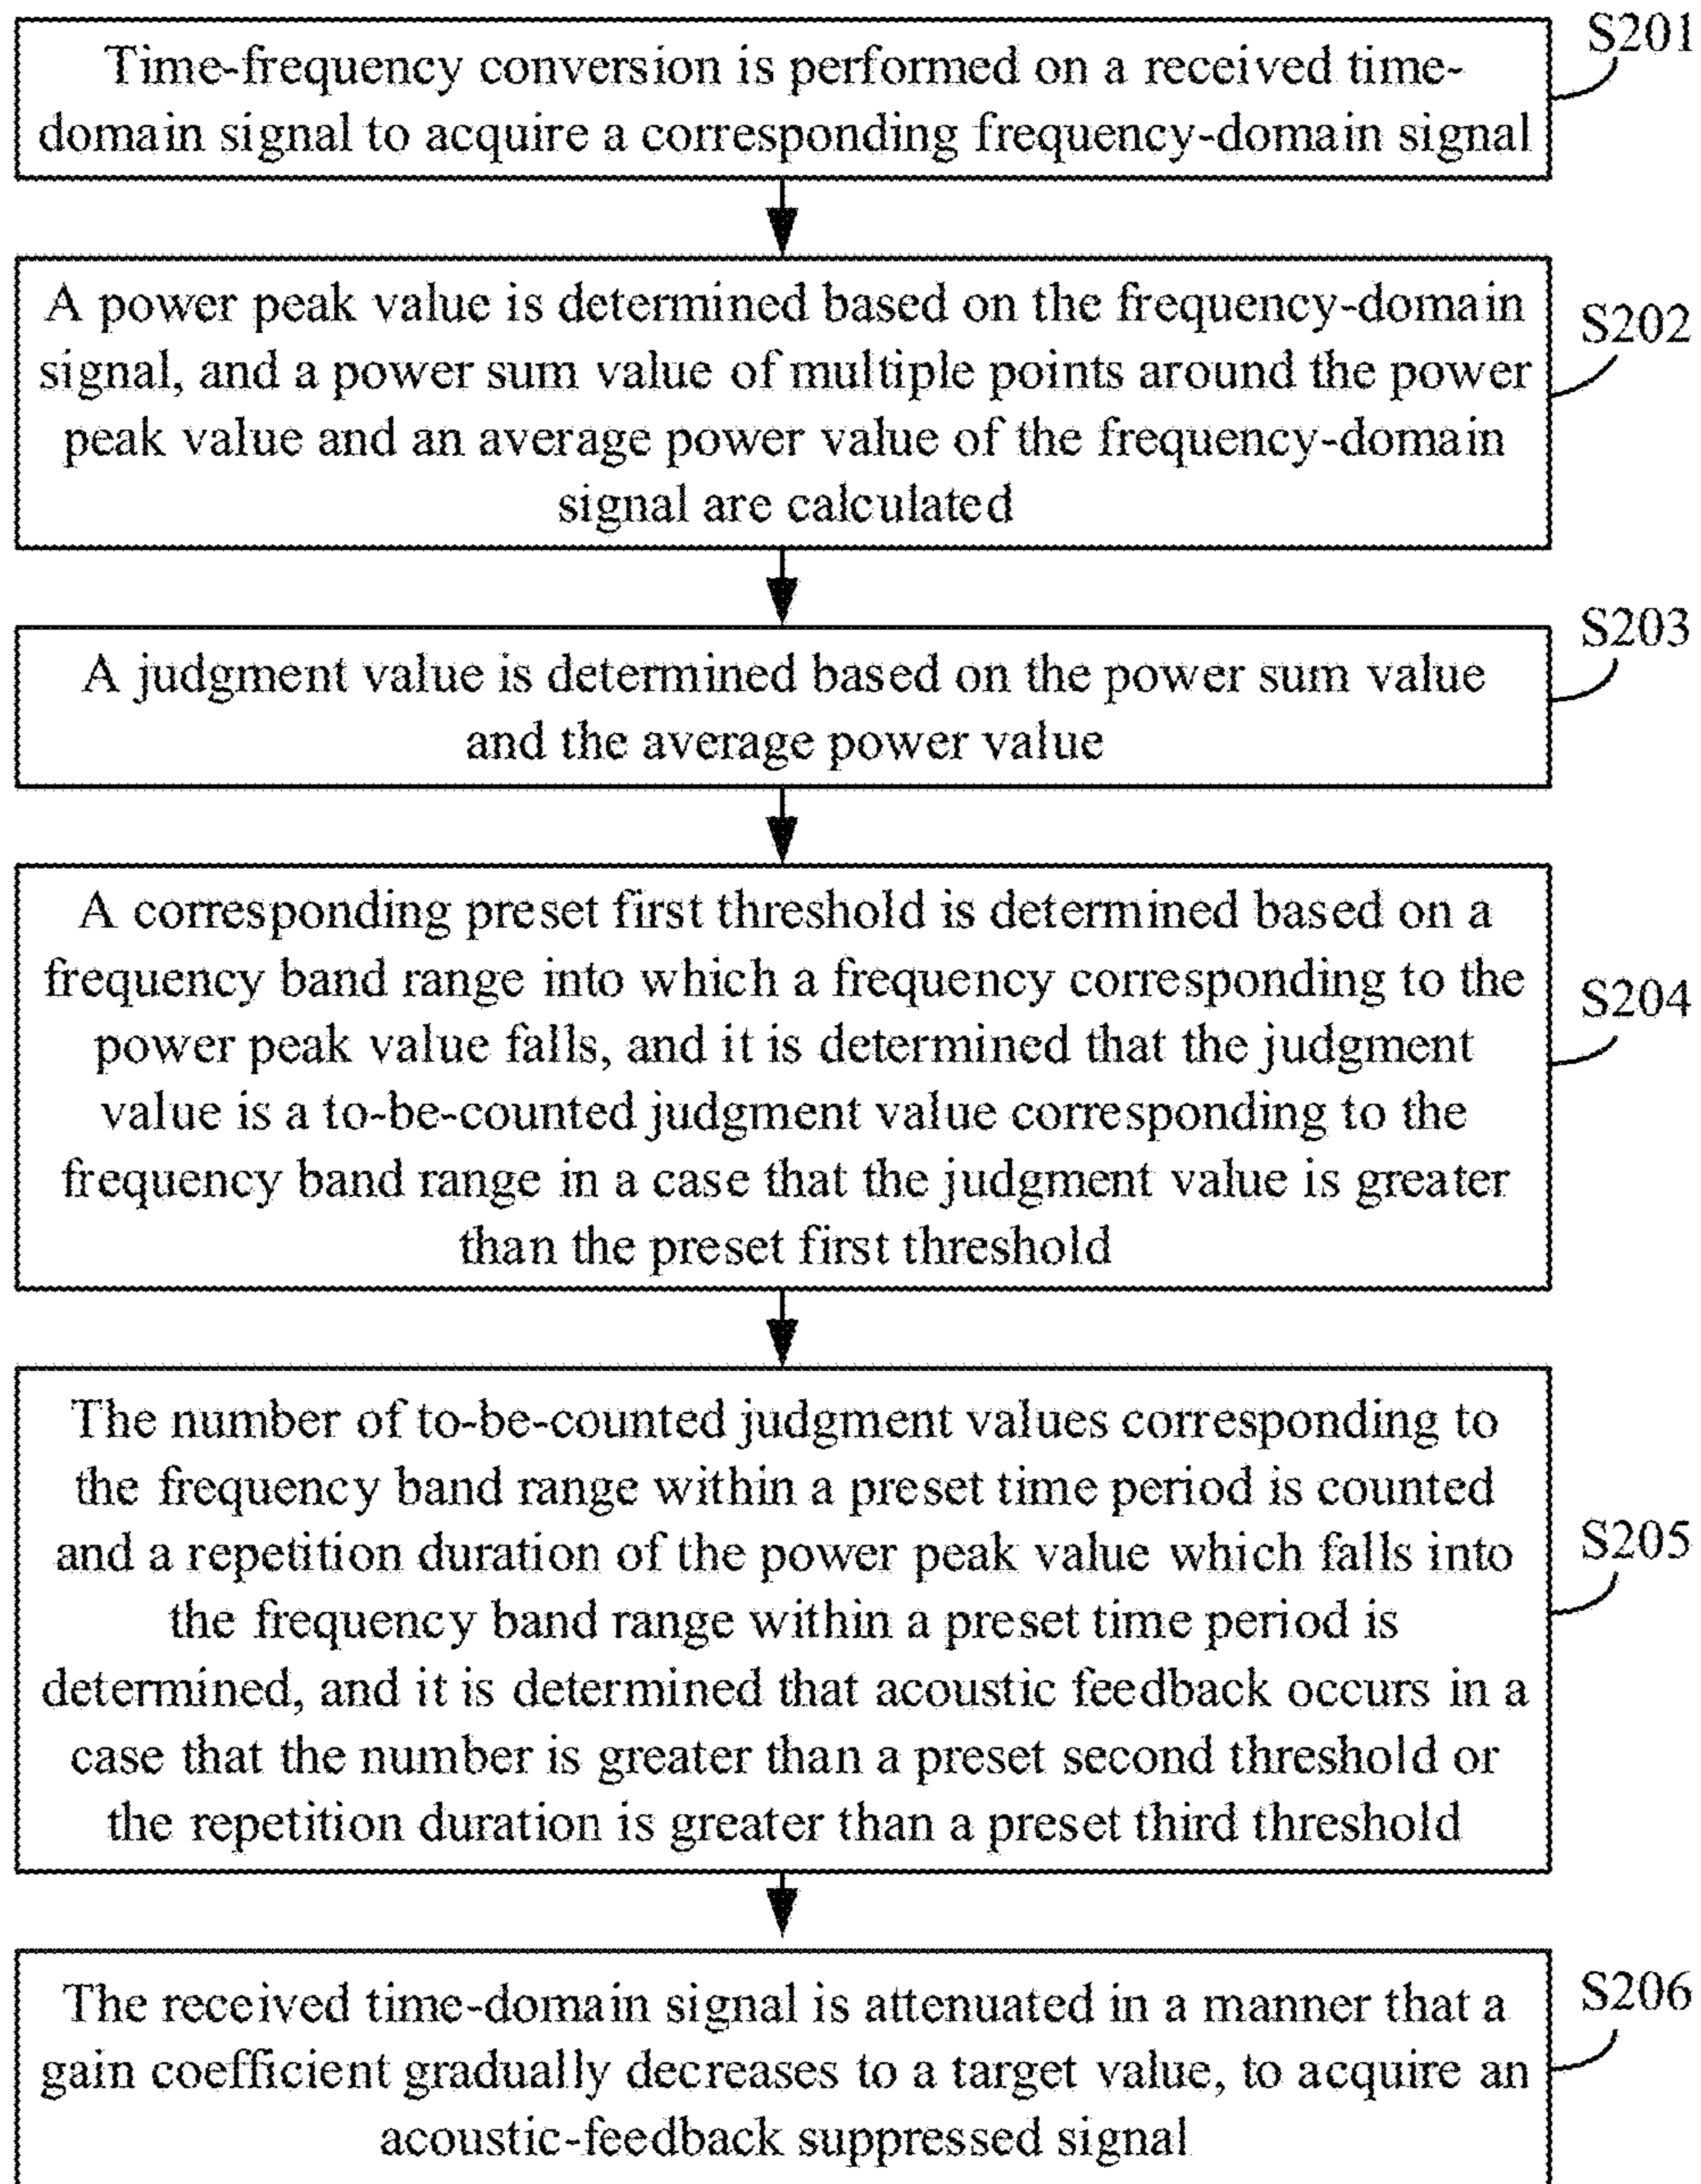 S201
Time-frequency conversion is performed on a received time-
domain signal to acquire a corresponding frequency-domain signal
A power peak value is determined based on the frequency-domain
S202
signal, and a power sum value of multiple points around the power
peak value and an average power value of the frequency-domain
signal are calculated
S203
A judgment value is determined based on the power sum value
and the average power value
A corresponding preset first threshold is determined based on a
frequency band range into which a frequency corresponding to the
S204
power peak value falls, and it is determined that the judgment
value is a to-be-counted judgment value corresponding to the
frequency band range in a case that the judgment value is greater
than the preset first threshold
The number of to-be-counted judgment values corresponding to
the frequency band range within a preset time period is counted
S205
and a repetition duration of the power peak value which falls into
the frequency band range within a preset time period is
determined, and it is determined that acoustic feedback occurs in a
case that the number is greater than a preset second threshold or
the repetition duration is greater than a preset third threshold
S206
The received time-domain signal is attenuated in a manner that a
gain coefficient gradually decreases to a target value, to acquire an
acoustic-feedback suppressed signal